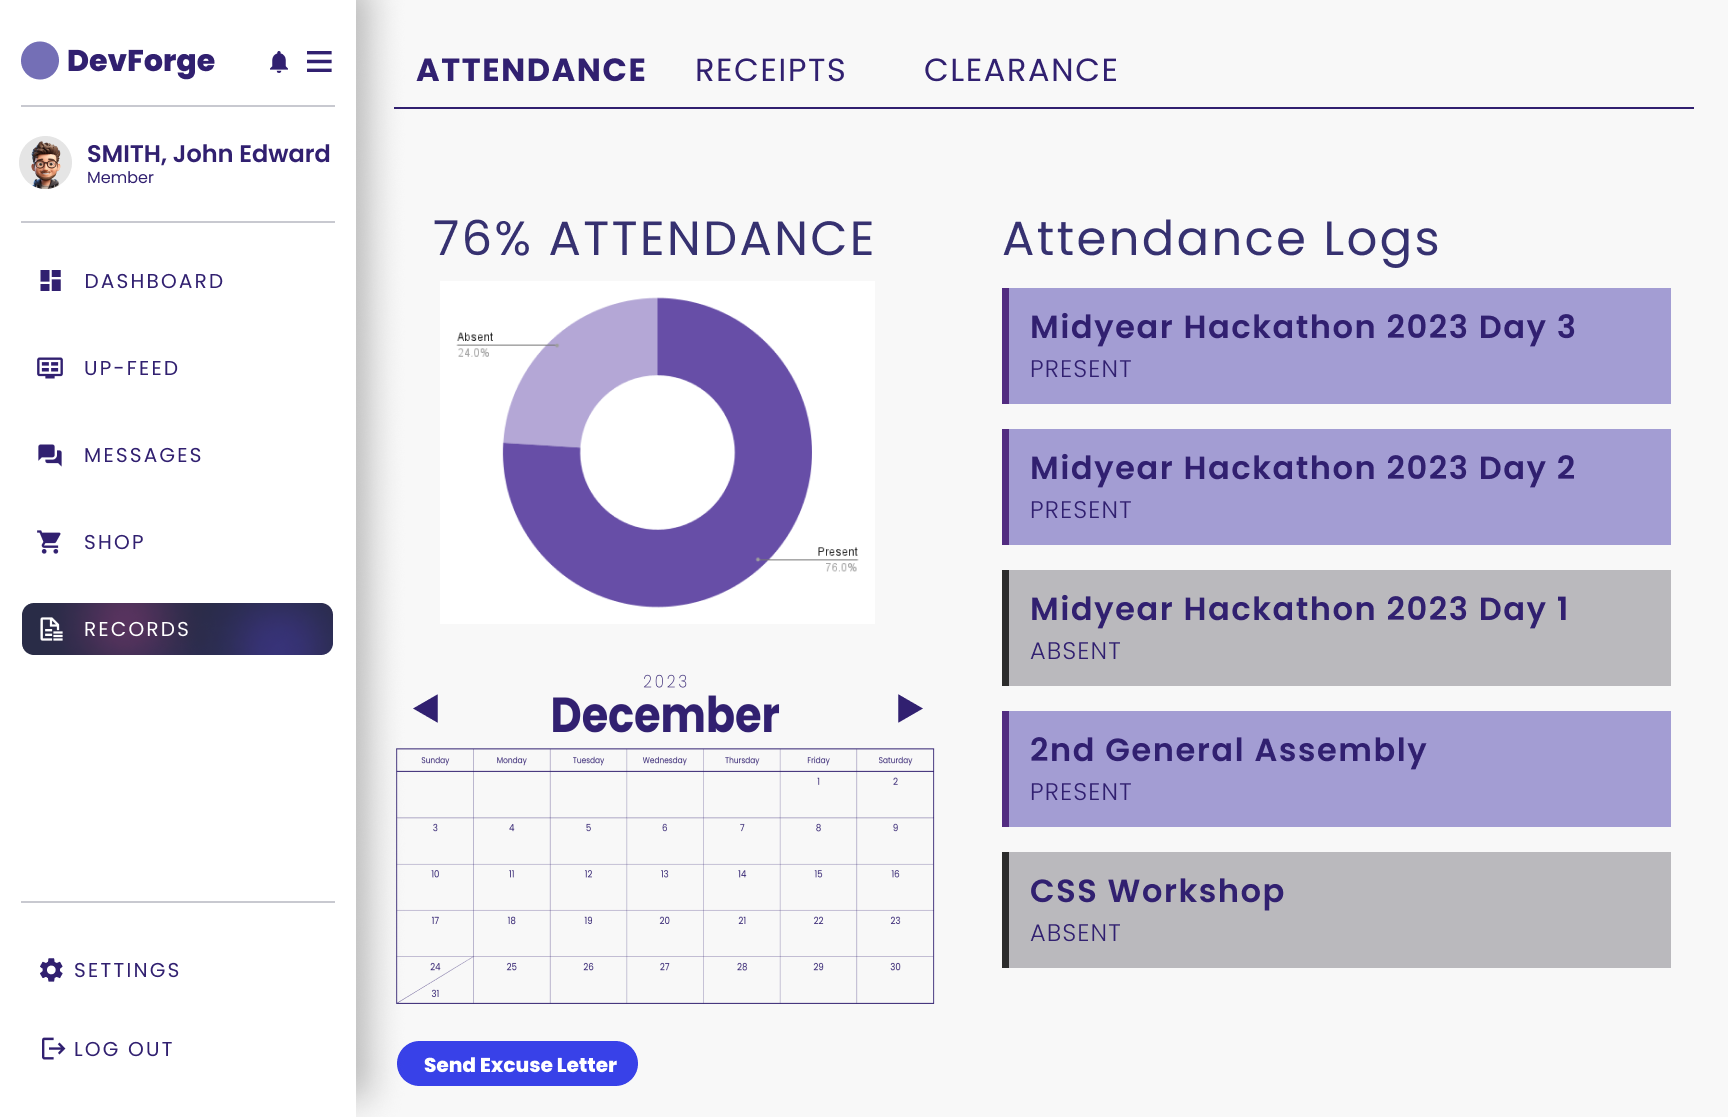 DevForge
SMITH, John Edward
Member
DASHBOARD
UP-FEED
MESSAGES
SHOP
RECORDS
SETTINGS
LOG OUT
ATTENDANCE RECEIPTS CLEARANCE
76% ATTENDANCE
Absent
24.0%
Present
76.0%
2023
December
Sunday Monday Tuesday Wednesday Thursday Friday Saturday
1 2
3 4 5 6 7 8 9
10 11 12 13 14 15 16
17 18 19 20 21 22 23
24 25 26 27 28 29 30
31
Send Excuse Letter
Attendance Logs
Midyear Hackathon 2023 Day 3
PRESENT
Midyear Hackathon 2023 Day 2
PRESENT
Midyear Hackathon 2023 Day 1
ABSENT
2nd General Assembly
PRESENT
CSS Workshop
ABSENT